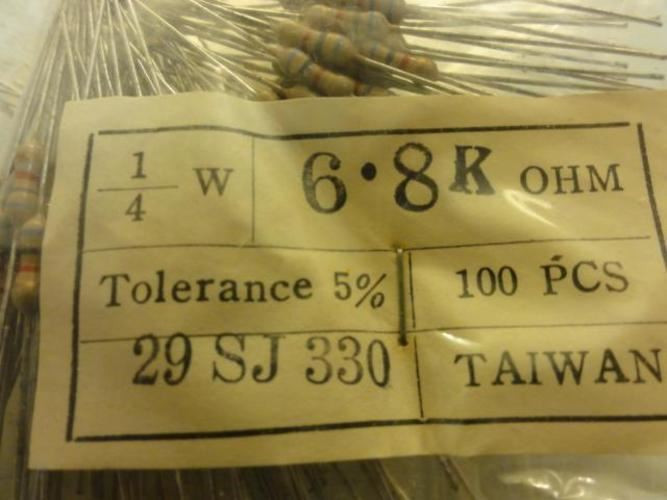 1/4 W 6.8K OHM
Tolerance 5% 100 PCS
29 SJ 330 TAIWAN